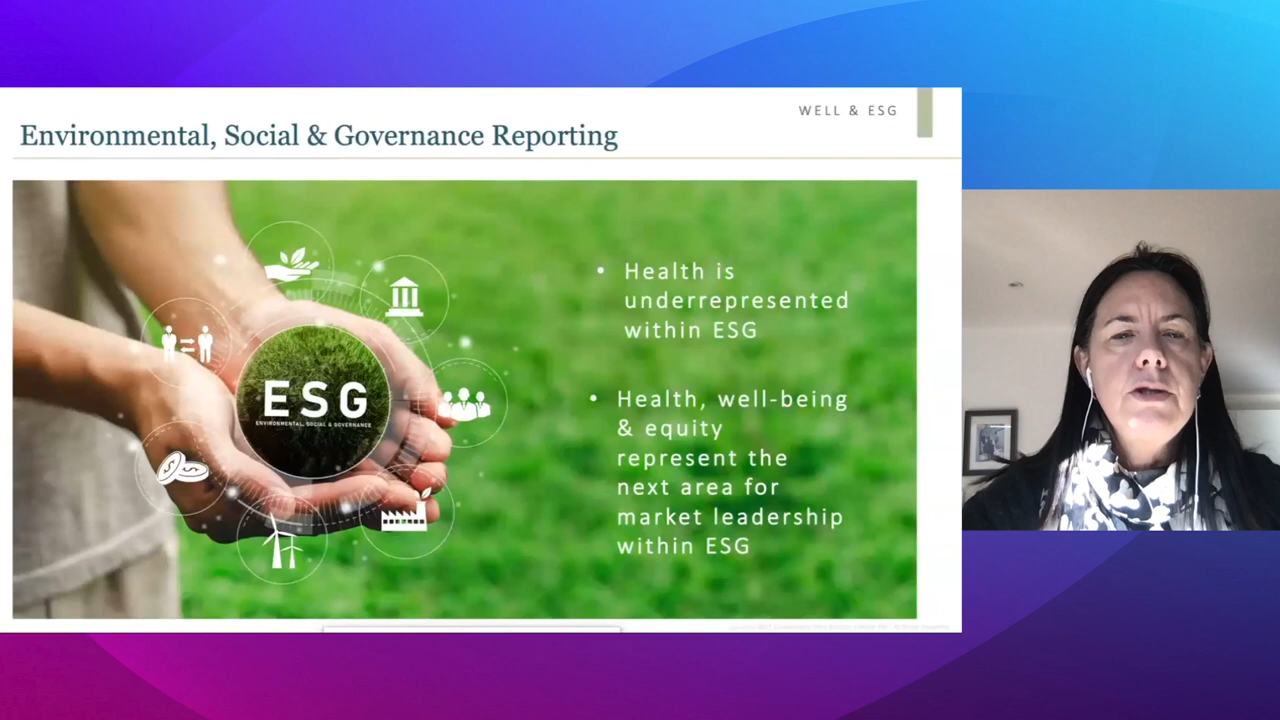 WELL & ESG
Environmental, Social & Governance Reporting
ESG
ENVIRONMENTAL, SOCIAL & GOVERNANCE
• Health is
underrepresented
within ESG
• Health, well-being
& equity
represent the
next area for
market leadership
within ESG